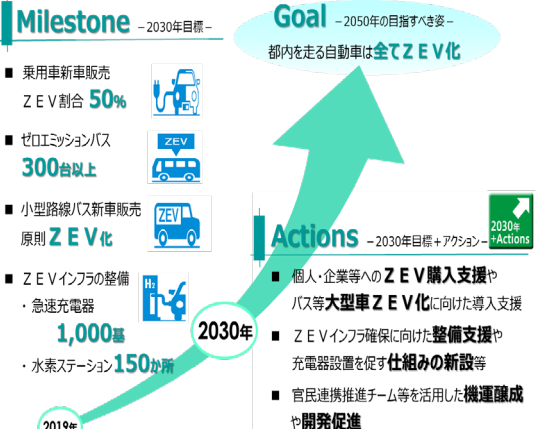 Milestone －2030年目標－
■ 乗用車新車販売
ＺＥＶ割合 50%
■ ゼロエミッションバス
ZEV
300台以上
■ 小型路線バス新車販売
原則ＺＥＶ化
ZEV
■ ＺＥＶインフラの整備
・急速充電器
1,000基
・水素ステーション150か所
H2
2019年
2030年
Goal －2050年の目指すべき姿－
都内を走る自動車は全てＺＥＶ化
Actions －2030年目標＋アクション－
2030年
+Actions
■ 個人・企業等へのＺＥＶ購入支援や
バス等大型車ＺＥＶ化に向けた導入支援
■ ＺＥＶインフラ確保に向けた整備支援や
充電器設置を促す仕組みの新設等
■ 官民連携推進チーム等を活用した機運醸成
や開発促進